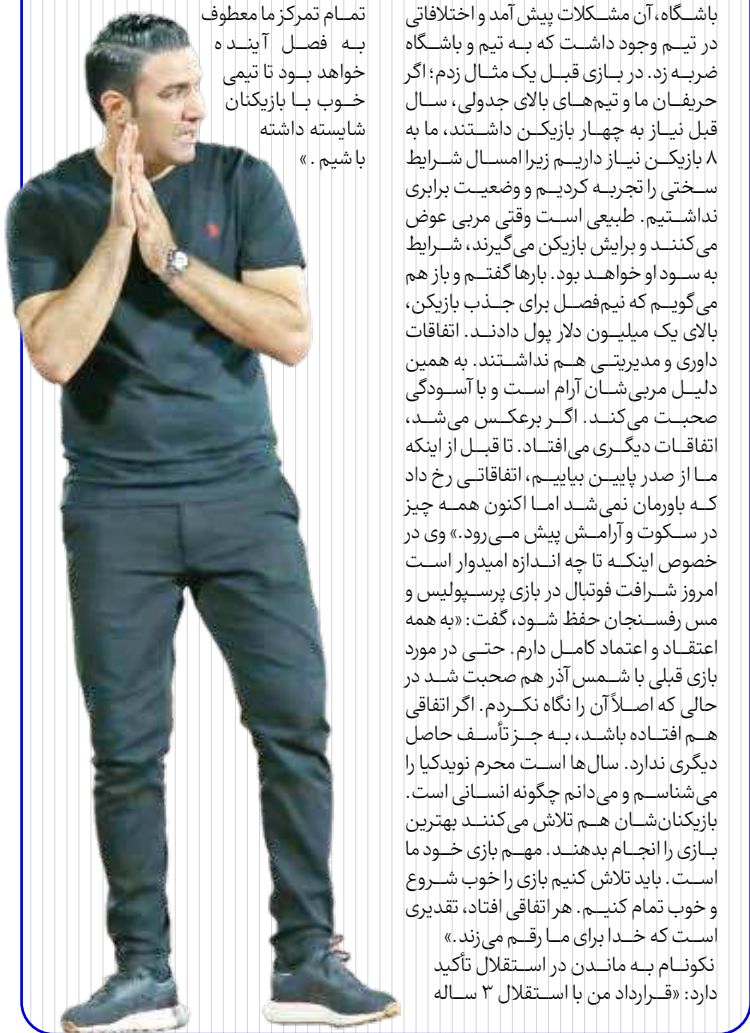 باشگاه، آن مشکلات پیش آمد و اختلافاتی
در تیم وجود داشت که به تیم و باشگاه
ضربه زد. در بازی قبل یک مثال زدم؛ اگر
حریفان ما و تیم‌های بالای جدولی، سال
قبل نیاز به چهار بازیکن داشتند، ما به
۸ بازیکن نیاز داریم زیرا امسال شرایط
سختی را تجربه کردیم و وضعیت برابری
نداشتیم. طبیعی است وقتی مربی عوض
می‌کنند و برایش بازیکن می‌گیرند، شرایط
به سود او خواهد بود. بارها گفتم و باز هم
می‌گویم که نیم‌فصل برای جذب بازیکن،
بالای یک میلیون دلار پول دادند. اتفاقات
داوری و مدیریتی هم نداشتند. به همین
دلیل مربی‌شان آرام است و با آسودگی
صحبت می‌کند. اگر برعکس می‌شد،
اتفاقات دیگری می‌افتاد. تا قبل از اینکه
ما از صدر پایین بیاییم، اتفاقاتی رخ داد
که باورمان نمی‌شد اما اکنون همه چیز
در سکوت و آرامش پیش می‌رود.» وی در
خصوص اینکه تا چه اندازه امیدوار است
امروز شرافت فوتبال در بازی پرسپولیس و
مس رفسنجان حفظ شود، گفت: «به همه
اعتقاد و اعتماد کامل دارم. حتی در مورد
بازی قبلی با شمس آذر هم صحبت شد در
حالی که اصلاً آن را نگاه نکردم. اگر اتفاقی
هم افتاده باشد، به جز تأسف حاصل
دیگری ندارد. سال‌ها است محرم نویدکیا را
می‌شناسم و می‌دانم چگونه انسانی است.
بازیکنان‌شان هم تلاش می‌کنند بهترین
بازی را انجام بدهند. مهم بازی خود ما
است. باید تلاش کنیم بازی را خوب شروع
و خوب تمام کنیم. هر اتفاقی افتاد، تقدیری
است که خدا برای ما رقم می‌زند.»
نکونام به ماندن در استقلال تأکید
دارد: «قرارداد من با استقلال ۳ ساله
تمام تمرکز ما معطوف
به فصل آینده
خواهد بود تا تیمی
خوب با بازیکنان
شایسته داشته
باشیم.»